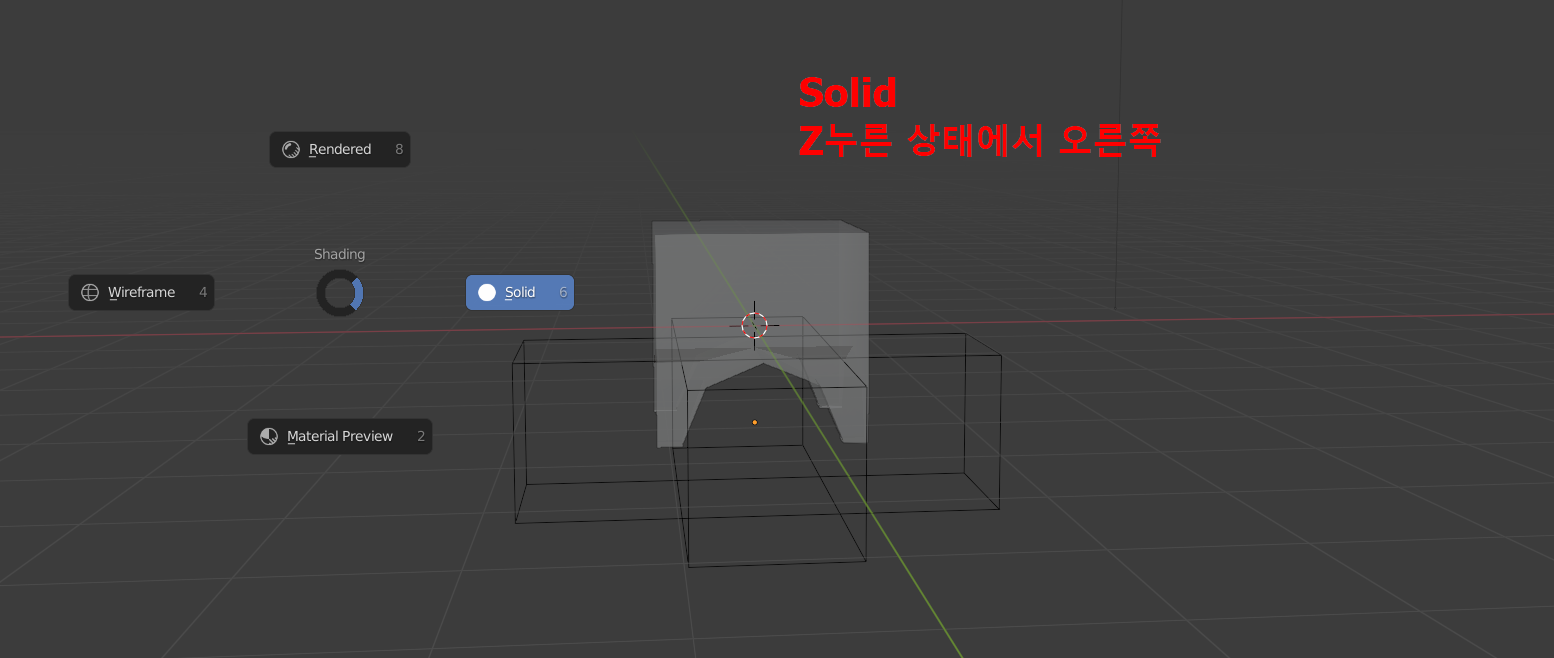 Solid
Z누른 상태에서 오른쪽
Rendered 8
Shading
Wireframe 4
Solid 6
Material Preview 2